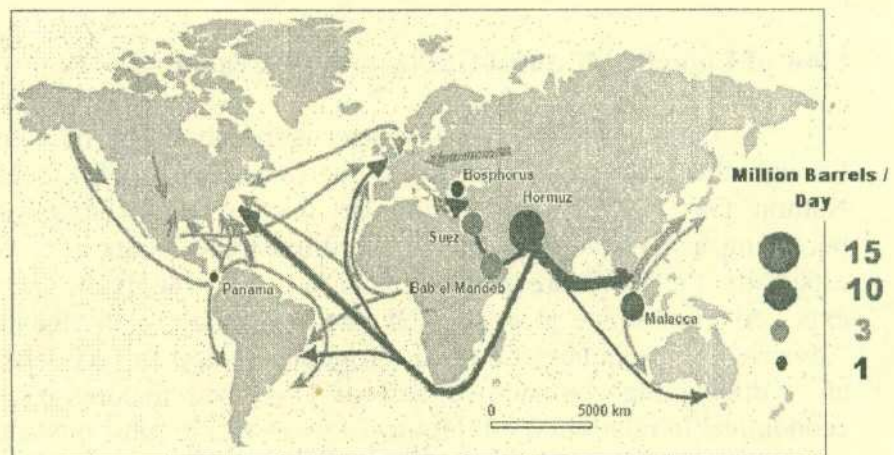 Bosphorus
Hormuz
Suez
Bab el Mandeb
Panama
Malacca
0 5000 km
Million Barrels /
Day
15
10
3
1